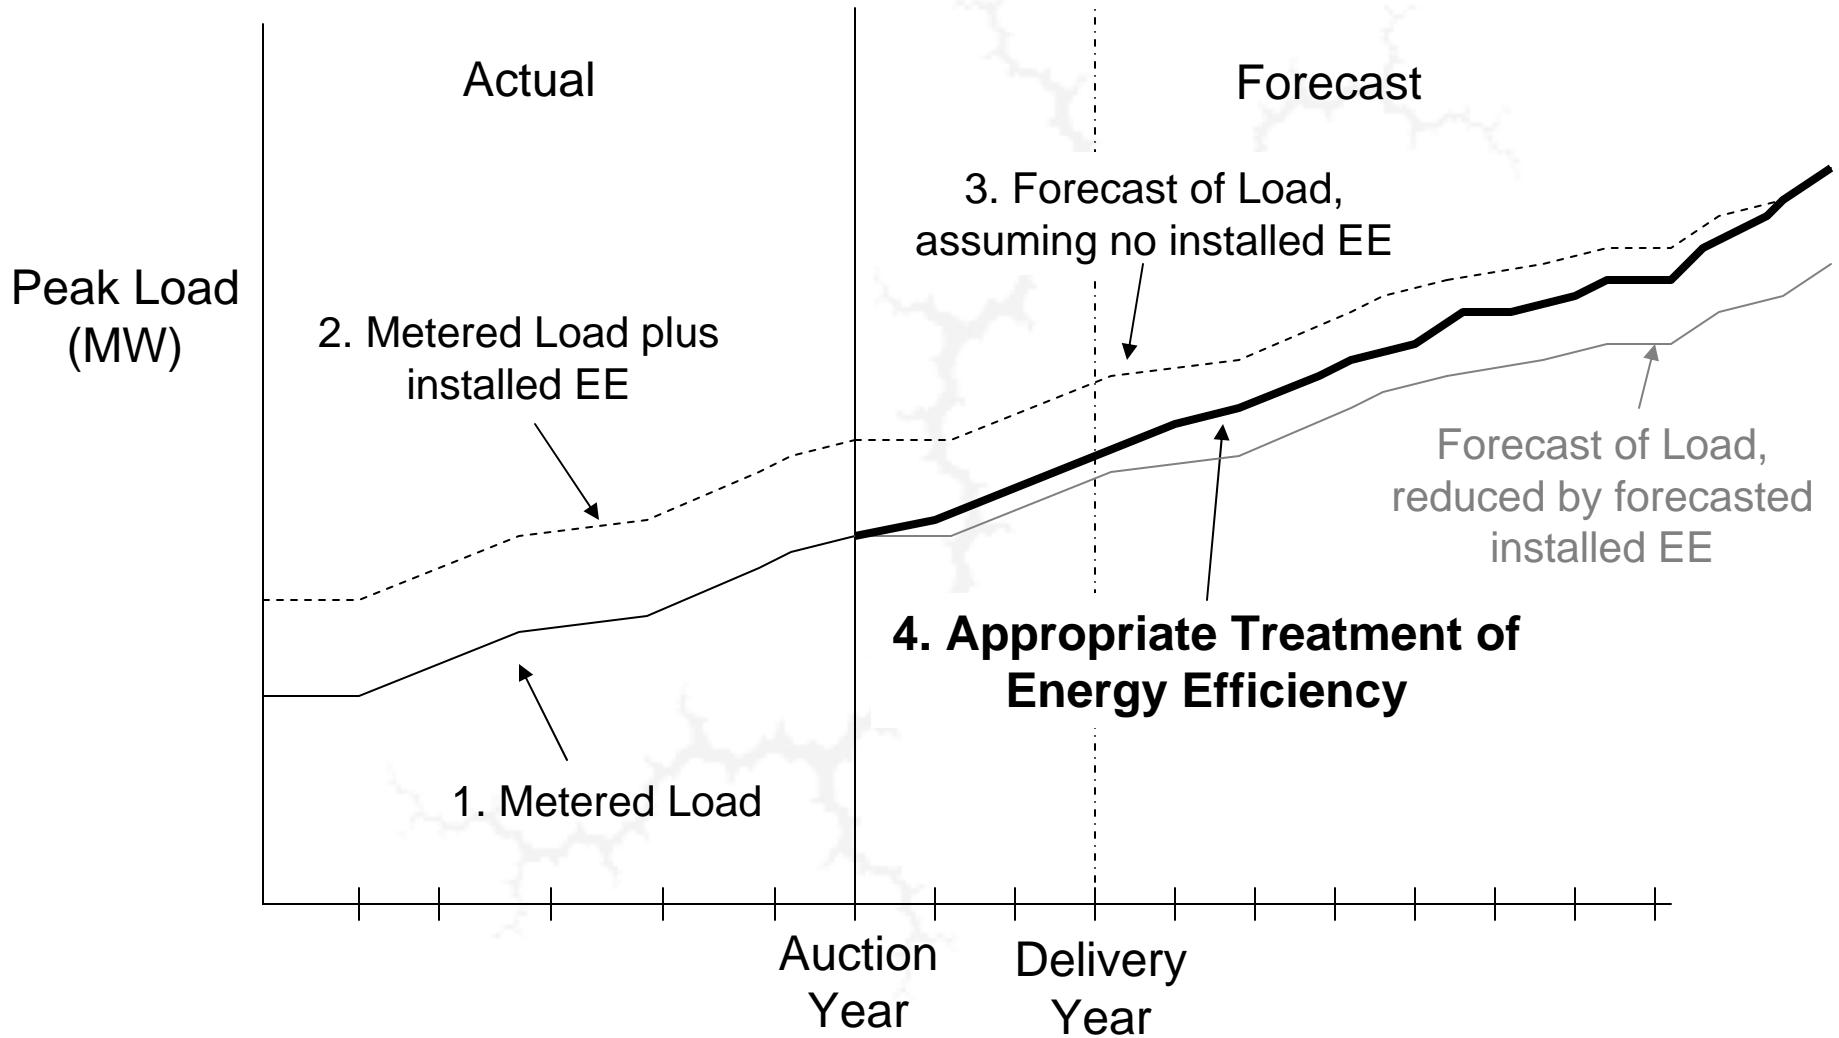 Actual
Forecast
3. Forecast of Load,
assuming no installed EE
Peak Load
(MW)
2. Metered Load plus
installed EE
Forecast of Load,
reduced by forecasted
installed EE
4. Appropriate Treatment of
Energy Efficiency
1. Metered Load
Auction
Year
Delivery
Year